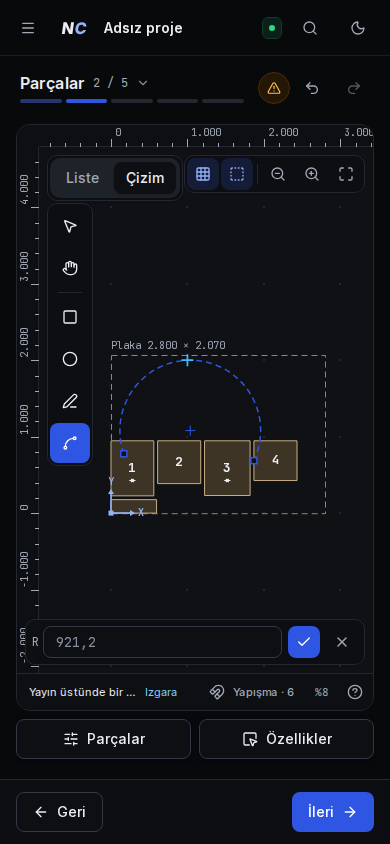 NC Adsız proje
Parçalar 2 / 5
0 1.000 2.000 3.000
Liste Çizim
4.000
3.000
2.000
1.000
0
-1.000
-2.000
Plaka 2.800 × 2.070
1 2 3 4
Y
X
R 921,2
Yayın üstünde bir ... Izgara Yapışma · 6 %8
Parçalar Özellikler
Geri İleri